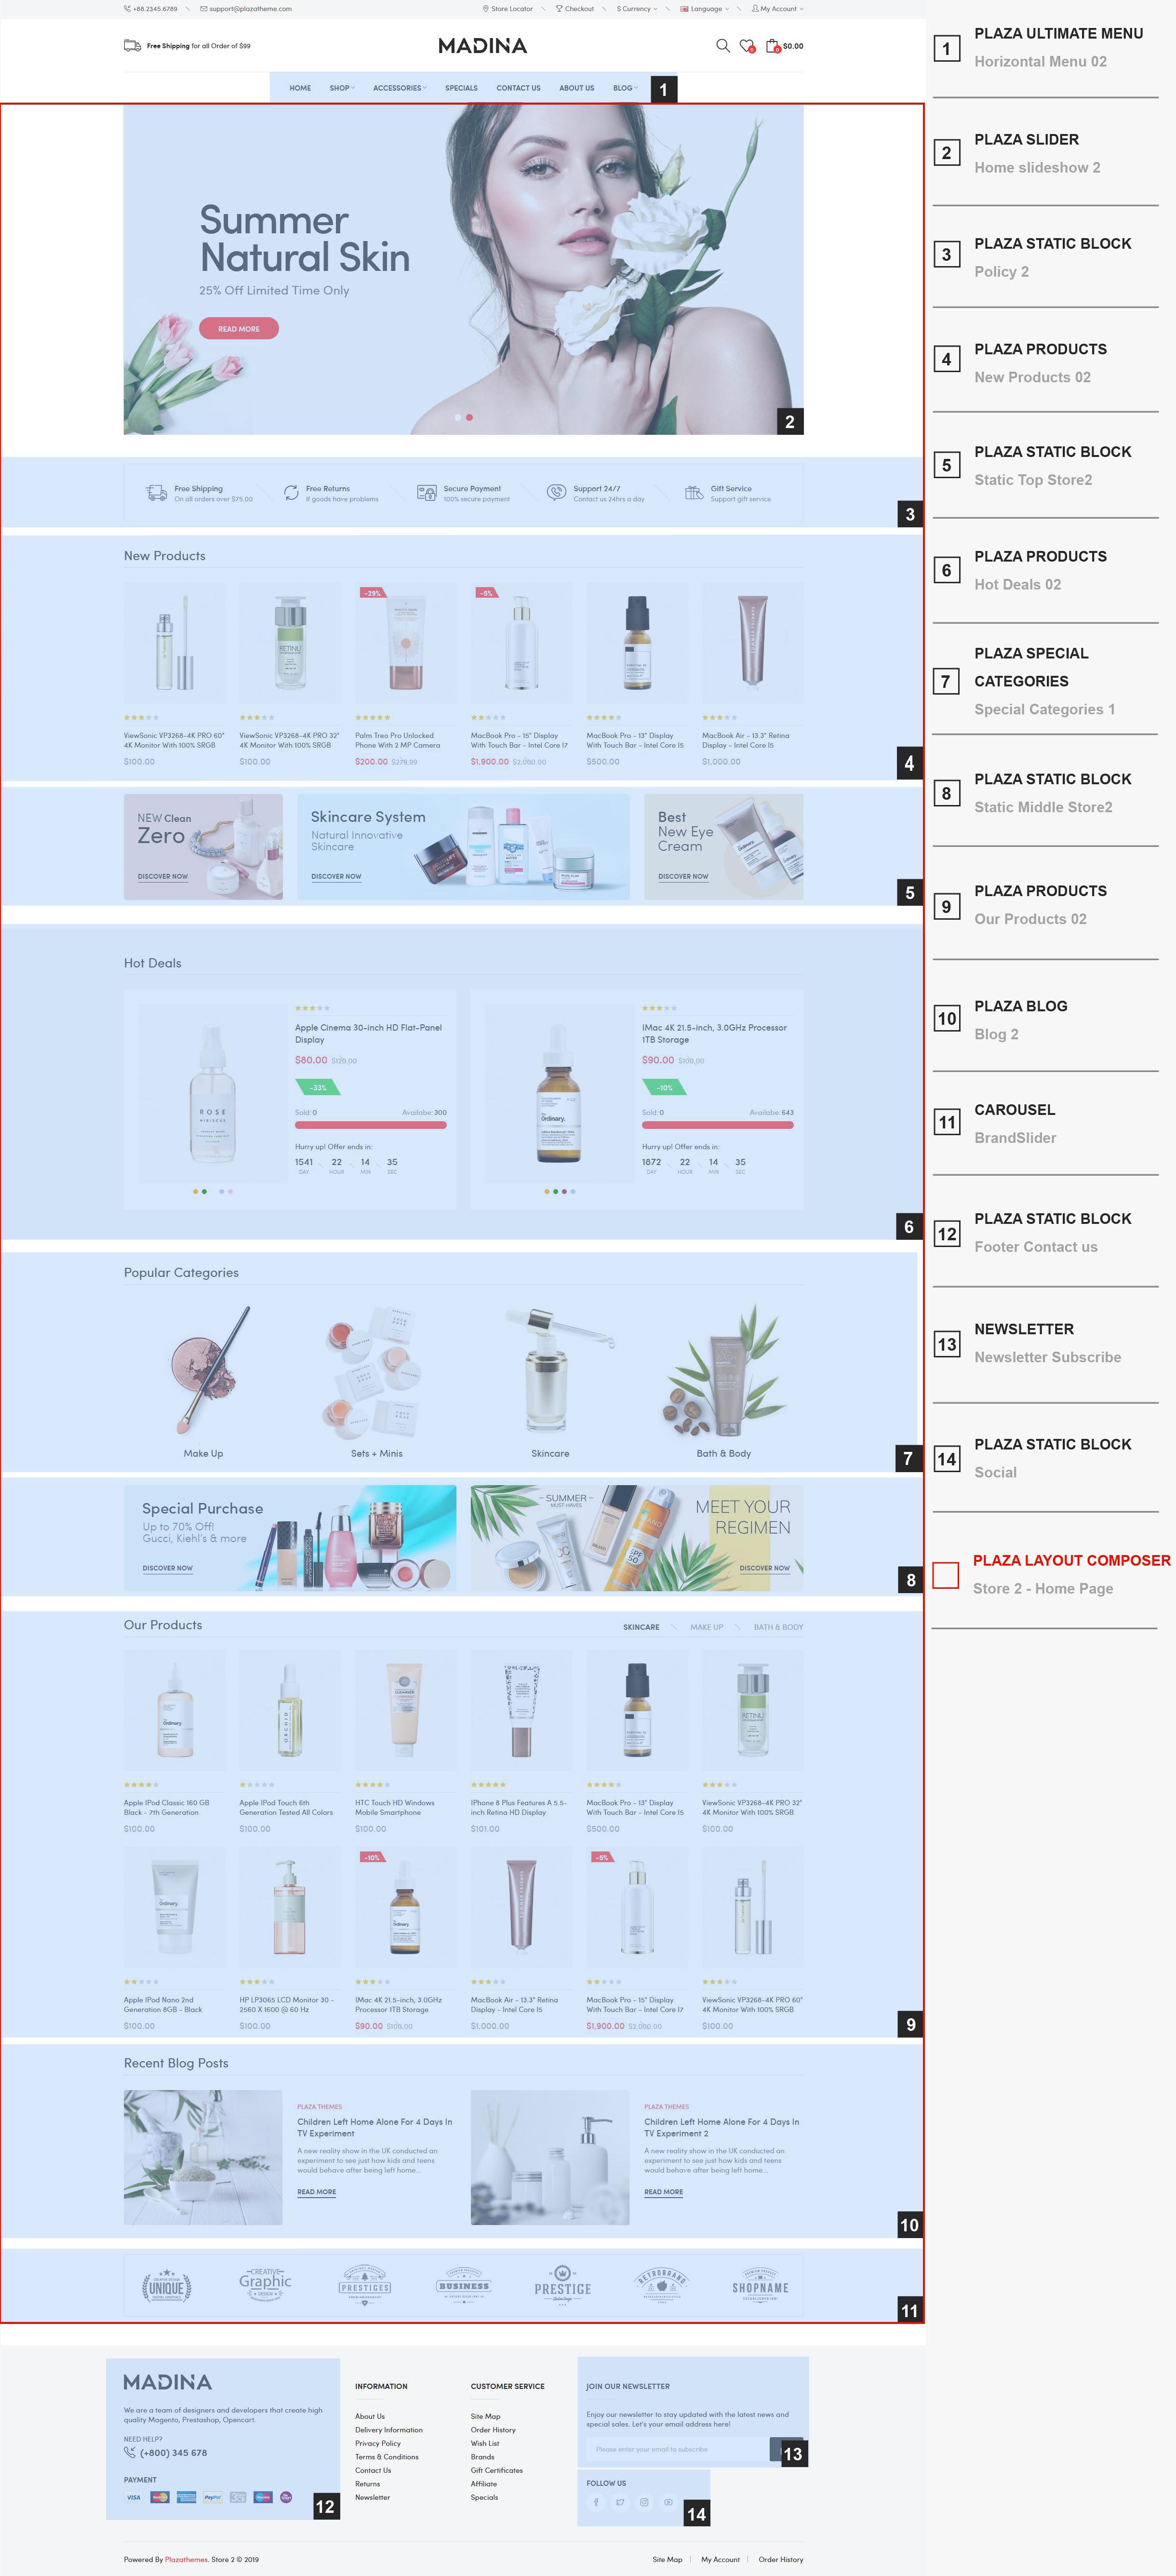 +88.2345.6789
support@plazatheme.com
Store Locator
Checkout
$ Currency
Language
My Account
Free Shipping for all Order of $99
MADINA
0
0
$0.00
HOME
SHOP
ACCESSORIES
SPECIALS
CONTACT US
ABOUT US
BLOG
1
Summer
Natural Skin
25% Off Limited Time Only
READ MORE
2
Free Shipping
On all orders over $75.00
Free Returns
If goods have problems
Secure Payment
100% secure payment
Support 24/7
Contact us 24hrs a day
Gift Service
Support gift service
3
New Products
-29%
-5%
RETINU
ViewSonic VP3268-4K PRO 60"
4K Monitor With 100% SRGB
$100.00
ViewSonic VP3268-4K PRO 32"
4K Monitor With 100% SRGB
$100.00
Palm Treo Pro Unlocked
Phone With 2 MP Camera
$200.00 $279.99
MacBook Pro - 15" Display
With Touch Bar - Intel Core I7
$1,900.00 $2,000.00
MacBook Pro - 13" Display
With Touch Bar - Intel Core I5
$500.00
MacBook Air - 13.3" Retina
Display - Intel Core I5
$1,000.00
4
NEW Clean
Zero
DISCOVER NOW
Skincare System
Natural Innovative
Skincare
DISCOVER NOW
Best
New Eye
Cream
DISCOVER NOW
5
Hot Deals
ROSE
HIBISCUS
Apple Cinema 30-inch HD Flat-Panel
Display
$80.00 $120.00
-33%
Sold: 0
Availabe: 300
Hurry up! Offer ends in:
1541 22 14 35
DAY HOUR MIN SEC
Ordinary.
IMac 4K 21.5-inch, 3.0GHz Processor
1TB Storage
$90.00 $100.00
-10%
Sold: 0
Availabe: 643
Hurry up! Offer ends in:
1872 22 14 35
DAY HOUR MIN SEC
6
Popular Categories
Make Up
Sets + Minis
Skincare
Bath & Body
7
Special Purchase
Up to 70% Off!
Gucci, Kiehl's & more
DISCOVER NOW
SUMMER
MUST-HAVES
MEET YOUR
REGIMEN
DISCOVER NOW
8
Our Products
SKINCARE
MAKE UP
BATH & BODY
Ordinary.
ORCHID
RETINU
Apple IPod Classic 160 GB
Black - 7th Generation
$100.00
Apple IPod Touch 6th
Generation Tested All Colors
$100.00
HTC Touch HD Windows
Mobile Smartphone
$100.00
IPhone 8 Plus Features A 5.5-
inch Retina HD Display
$101.00
MacBook Pro - 13" Display
With Touch Bar - Intel Core I5
$500.00
ViewSonic VP3268-4K PRO 32"
4K Monitor With 100% SRGB
$100.00
-10%
-5%
Ordinary.
Ordinary.
Apple IPod Nano 2nd
Generation 8GB - Black
$100.00
HP LP3065 LCD Monitor 30 -
2560 X 1600 @ 60 Hz
$100.00
IMac 4K 21.5-inch, 3.0GHz
Processor 1TB Storage
$90.00 $100.00
MacBook Air - 13.3" Retina
Display - Intel Core I5
$1,000.00
MacBook Pro - 15" Display
With Touch Bar - Intel Core I7
$1,900.00 $2,000.00
ViewSonic VP3268-4K PRO 60"
4K Monitor With 100% SRGB
$100.00
9
Recent Blog Posts
PLAZA THEMES
Children Left Home Alone For 4 Days In
TV Experiment
A new reality show in the UK conducted an
experiment to see just how kids and teens
would behave after being left home...
READ MORE
PLAZA THEMES
Children Left Home Alone For 4 Days In
TV Experiment 2
A new reality show in the UK conducted an
experiment to see just how kids and teens
would behave after being left home...
READ MORE
10
UNIQUE
CREATIVE
Graphic
DESIGN
PRESTIGES
BUSINESS
PRESTIGE
RETROBRAND
SHOPNAME
11
MADINA
We are a team of designers and developers that create high
quality Magento, Prestashop, Opencart.
NEED HELP?
(+800) 345 678
PAYMENT
VISA
PayPal
12
INFORMATION
About Us
Delivery Information
Privacy Policy
Terms & Conditions
Contact Us
Returns
Newsletter
CUSTOMER SERVICE
Site Map
Order History
Wish List
Brands
Gift Certificates
Affiliate
Specials
JOIN OUR NEWSLETTER
Enjoy our newsletter to stay updated with the latest news and
special sales. Let's your email address here!
Please enter your email to subscribe
13
FOLLOW US
14
Powered By Plazathemes. Store 2 © 2019
Site Map
My Account
Order History
1
PLAZA ULTIMATE MENU
Horizontal Menu 02
2
PLAZA SLIDER
Home slideshow 2
3
PLAZA STATIC BLOCK
Policy 2
4
PLAZA PRODUCTS
New Products 02
5
PLAZA STATIC BLOCK
Static Top Store2
6
PLAZA PRODUCTS
Hot Deals 02
7
PLAZA SPECIAL
CATEGORIES
Special Categories 1
8
PLAZA STATIC BLOCK
Static Middle Store2
9
PLAZA PRODUCTS
Our Products 02
10
PLAZA BLOG
Blog 2
11
CAROUSEL
BrandSlider
12
PLAZA STATIC BLOCK
Footer Contact us
13
NEWSLETTER
Newsletter Subscribe
14
PLAZA STATIC BLOCK
Social
PLAZA LAYOUT COMPOSER
Store 2 - Home Page